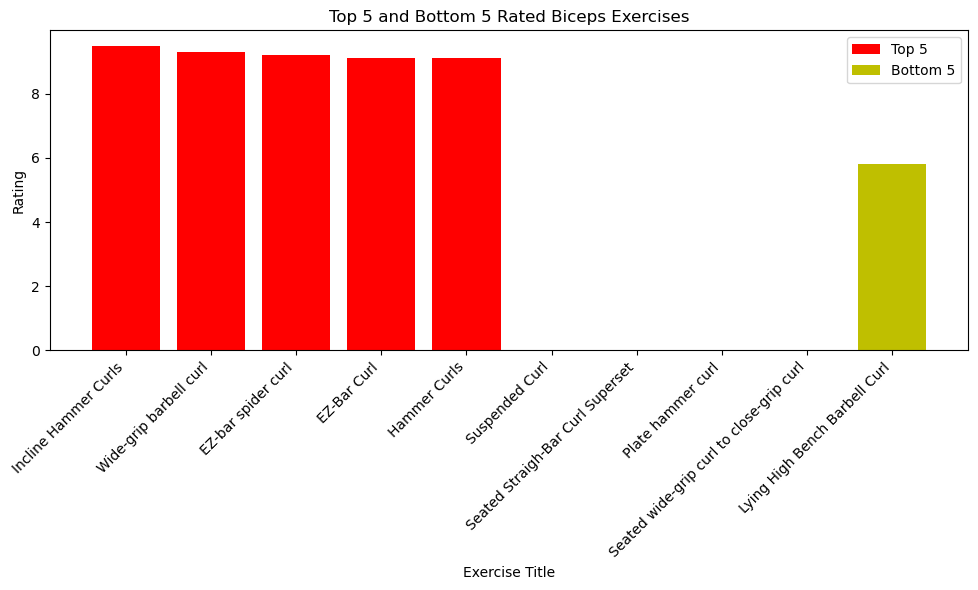 Top 5 and Bottom 5 Rated Biceps Exercises
Top 5
Bottom 5
Rating
8
6
4
2
0
Incline Hammer Curls
Wide-grip barbell curl
EZ-bar spider curl
EZ-Bar Curl
Hammer Curls
Suspended Curl
Seated Straigh-Bar Curl Superset
Plate hammer curl
Seated wide-grip curl to close-grip curl
Lying High Bench Barbell Curl
Exercise Title